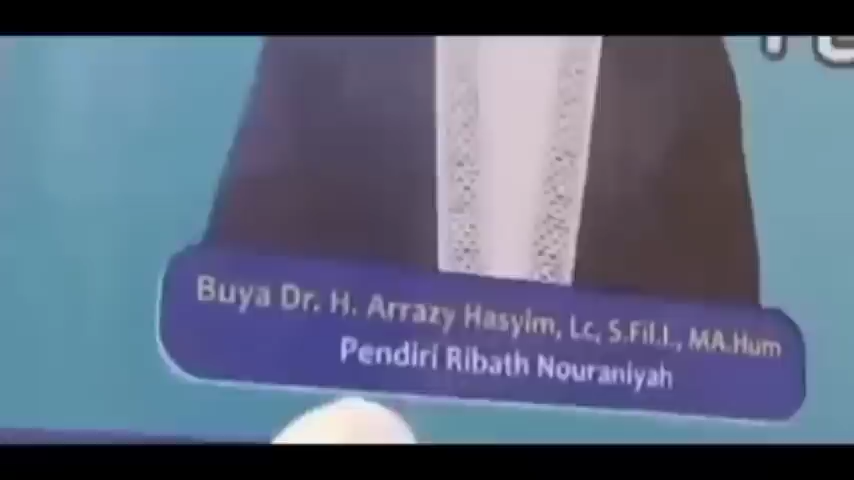 Buya Dr. H. Arrazy Hasyim, Lc, S.Fil.I., MA.Hum
Pendiri Ribath Nouraniyah